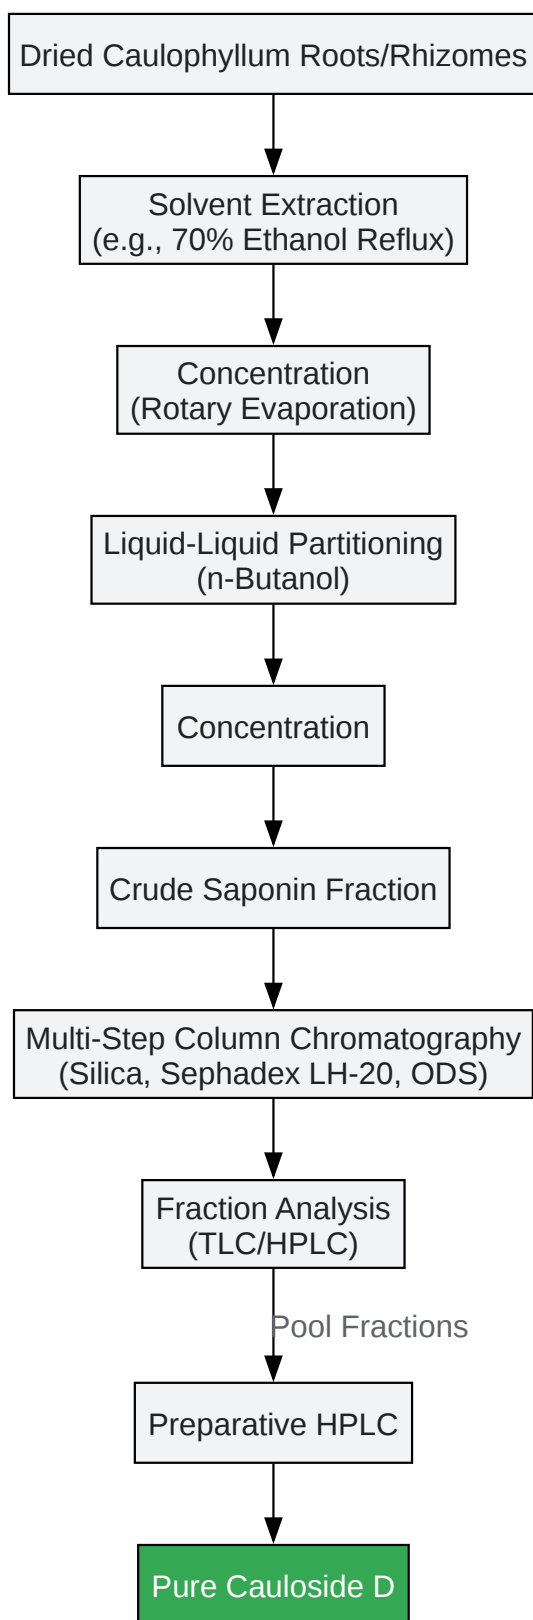 Dried Caulophyllum Roots/Rhizomes
Solvent Extraction
(e.g., 70% Ethanol Reflux)
Concentration
(Rotary Evaporation)
Liquid-Liquid Partitioning
(n-Butanol)
Concentration
Crude Saponin Fraction
Multi-Step Column Chromatography
(Silica, Sephadex LH-20, ODS)
Fraction Analysis
(TLC/HPLC)
Pool Fractions
Preparative HPLC
Pure Cauloside D